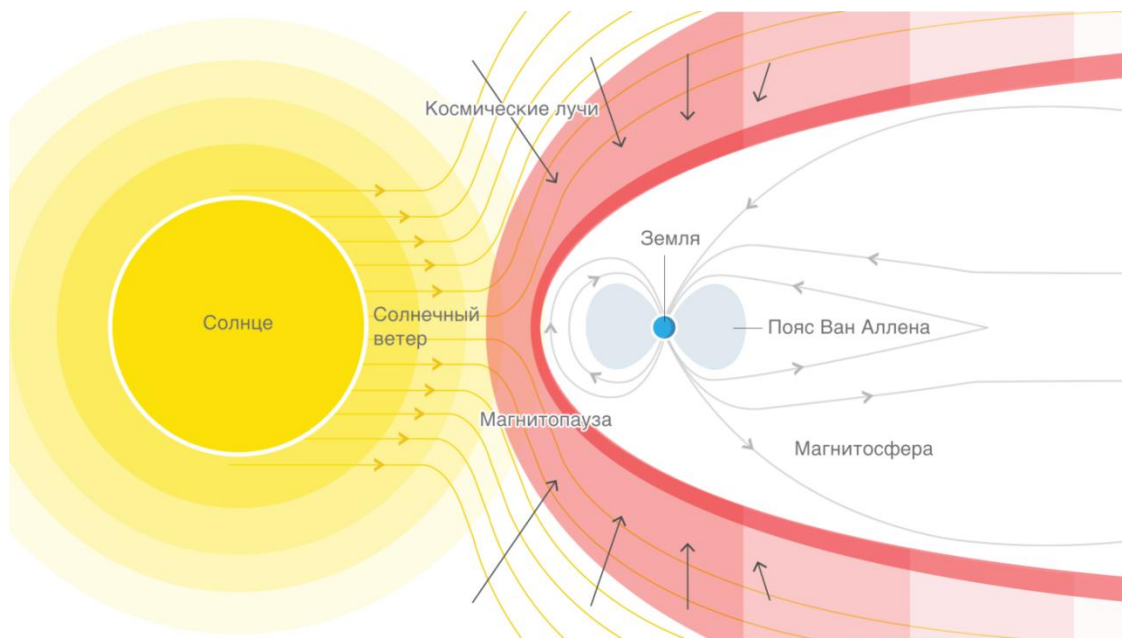 Космические лучи
Земля
Солнце
Солнечный
ветер
Пояс Ван Аллена
Магнитопауза
Магнитосфера